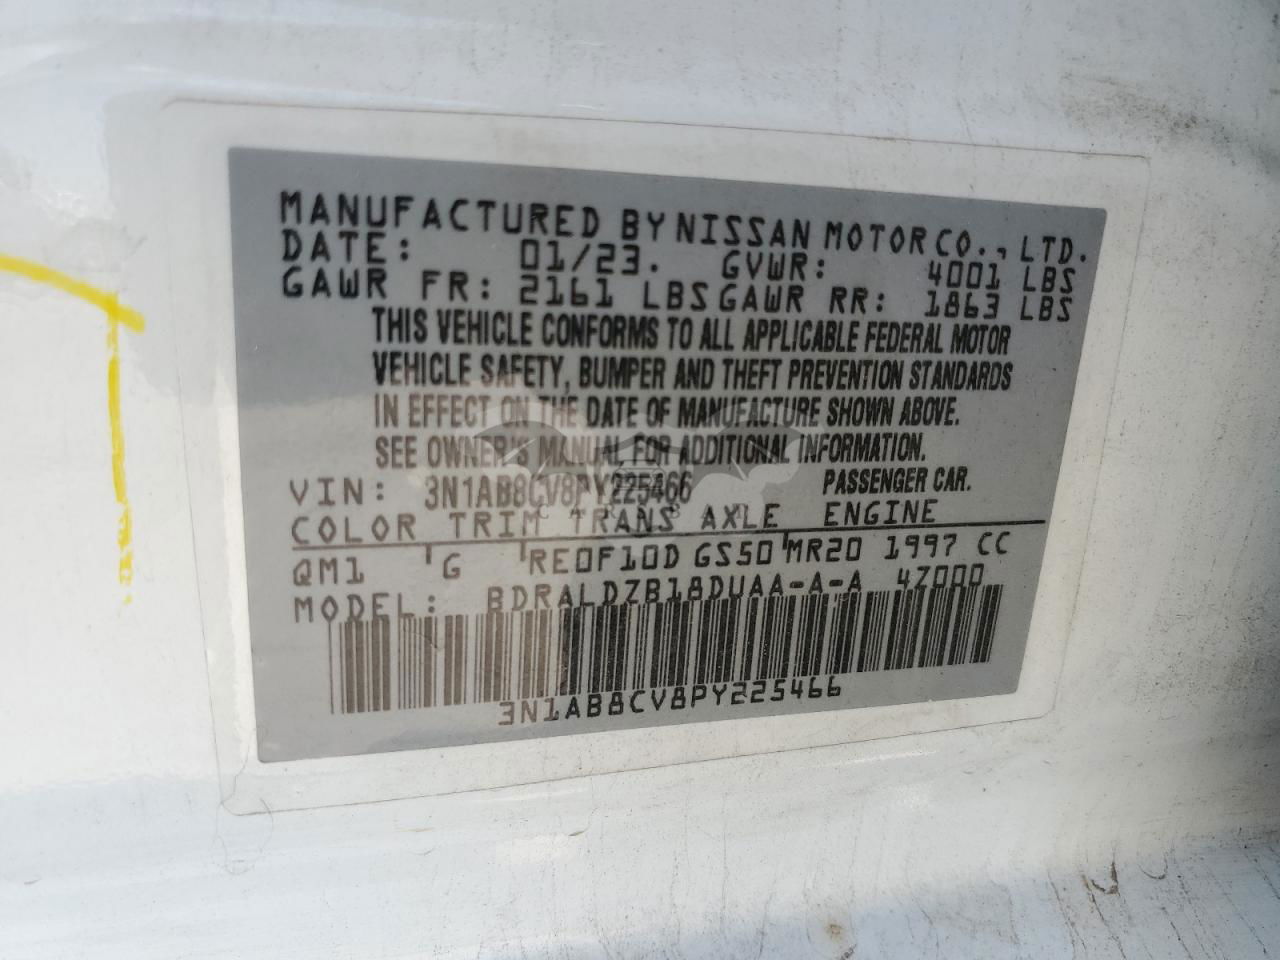 MANUFACTURED BY NISSAN MOTOR CO., LTD.
DATE: 01/23. GVWR: 4001 LBS
GAWR FR: 2161 LBS GAWR RR: 1863 LBS
THIS VEHICLE CONFORMS TO ALL APPLICABLE FEDERAL MOTOR
VEHICLE SAFETY, BUMPER AND THEFT PREVENTION STANDARDS
IN EFFECT ON THE DATE OF MANUFACTURE SHOWN ABOVE.
SEE OWNER'S MANUAL FOR ADDITIONAL INFORMATION.
VIN: 3N1AB8CV8PY225466 PASSENGER CAR.
COLOR TRIM TRANS AXLE ENGINE
QM1 G RE0F10D GS50 MR20 1997 CC
MODEL: BDRALDZB18DUAA-A-A 4Z000
3N1AB8CV8PY225466